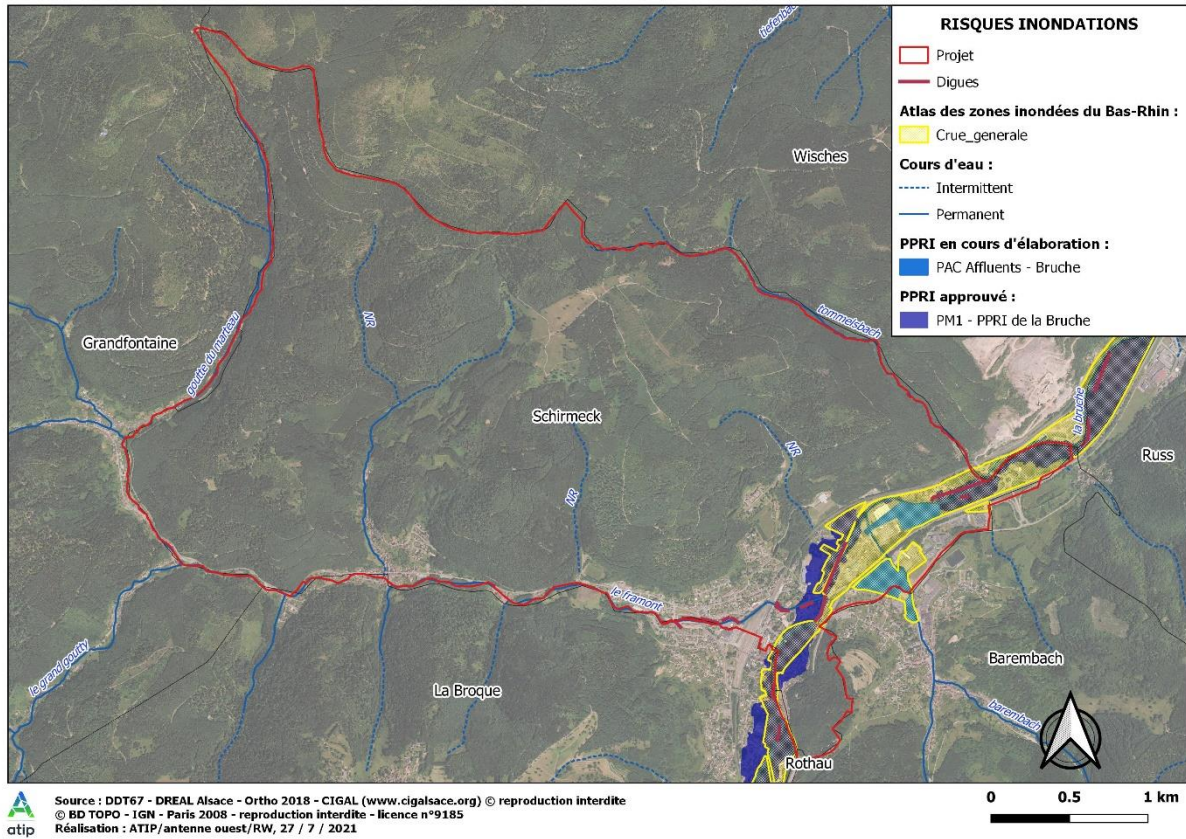 RISQUES INONDATIONS
Projet
Digues
Atlas des zones inondées du Bas-Rhin :
Crue_generale
Cours d'eau :
Intermittent
Permanent
PPRI en cours d'élaboration :
PAC Affluents - Bruche
PPRI approuvé :
PM1 - PPRI de la Bruche
tiefenbach
Wisches
NR
goutte du marteau
tommelsbach
Grandfontaine
Schirmeck
la bruche
NR
Russ
NR
le framont
le grand goutty
La Broque
Barembach
barembach
Rothau
atip
Source : DDT67 - DREAL Alsace - Ortho 2018 - CIGAL (www.cigalsace.org) © reproduction interdite
© BD TOPO - IGN - Paris 2008 - reproduction interdite - licence n°9185
Réalisation : ATIP/antenne ouest/RW, 27 / 7 / 2021
0 0.5 1 km